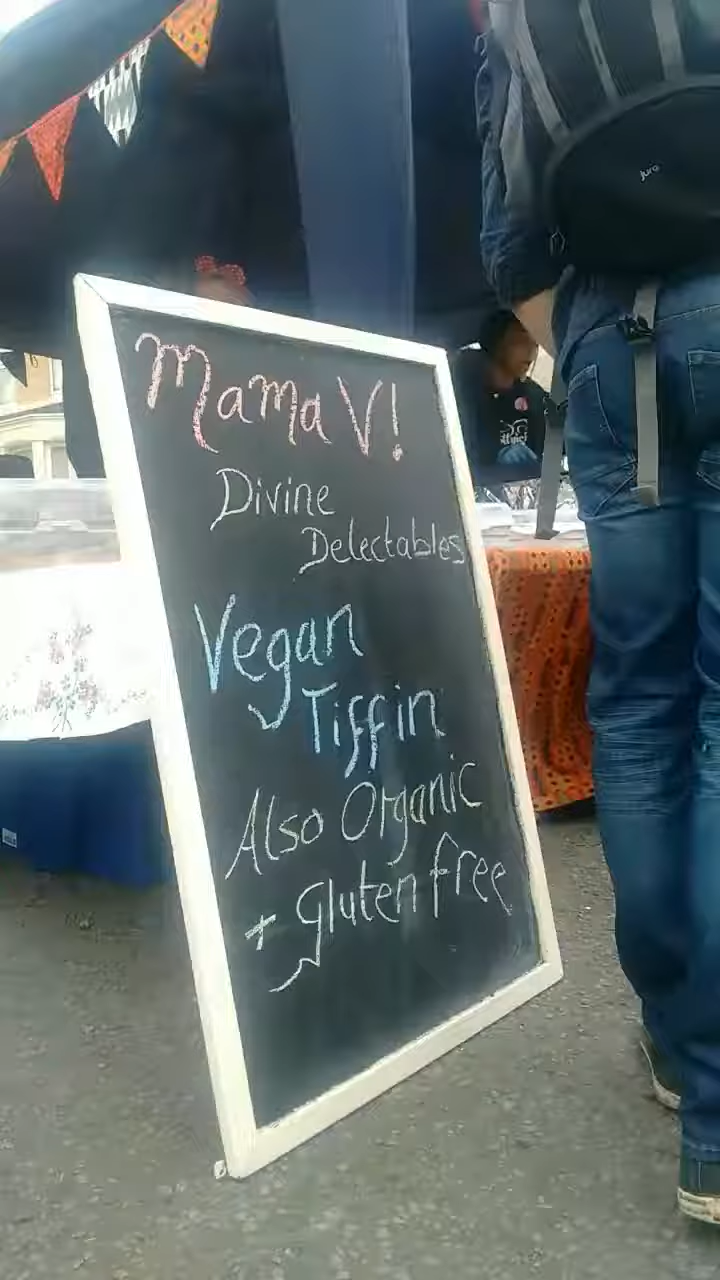 Mama V!
Divine
Delectables
Vegan
Tiffin
Also Organic
+ Gluten free